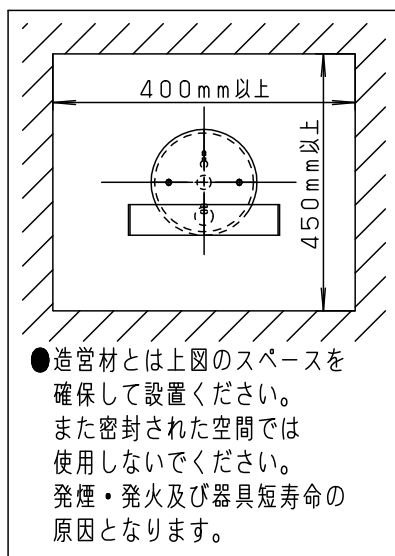 400mm以上
450mm以上
●造営材とは上図のスペースを
確保して設置ください。
また密封された空間では
使用しないでください。
発煙・発火及び器具短寿命の
原因となります。